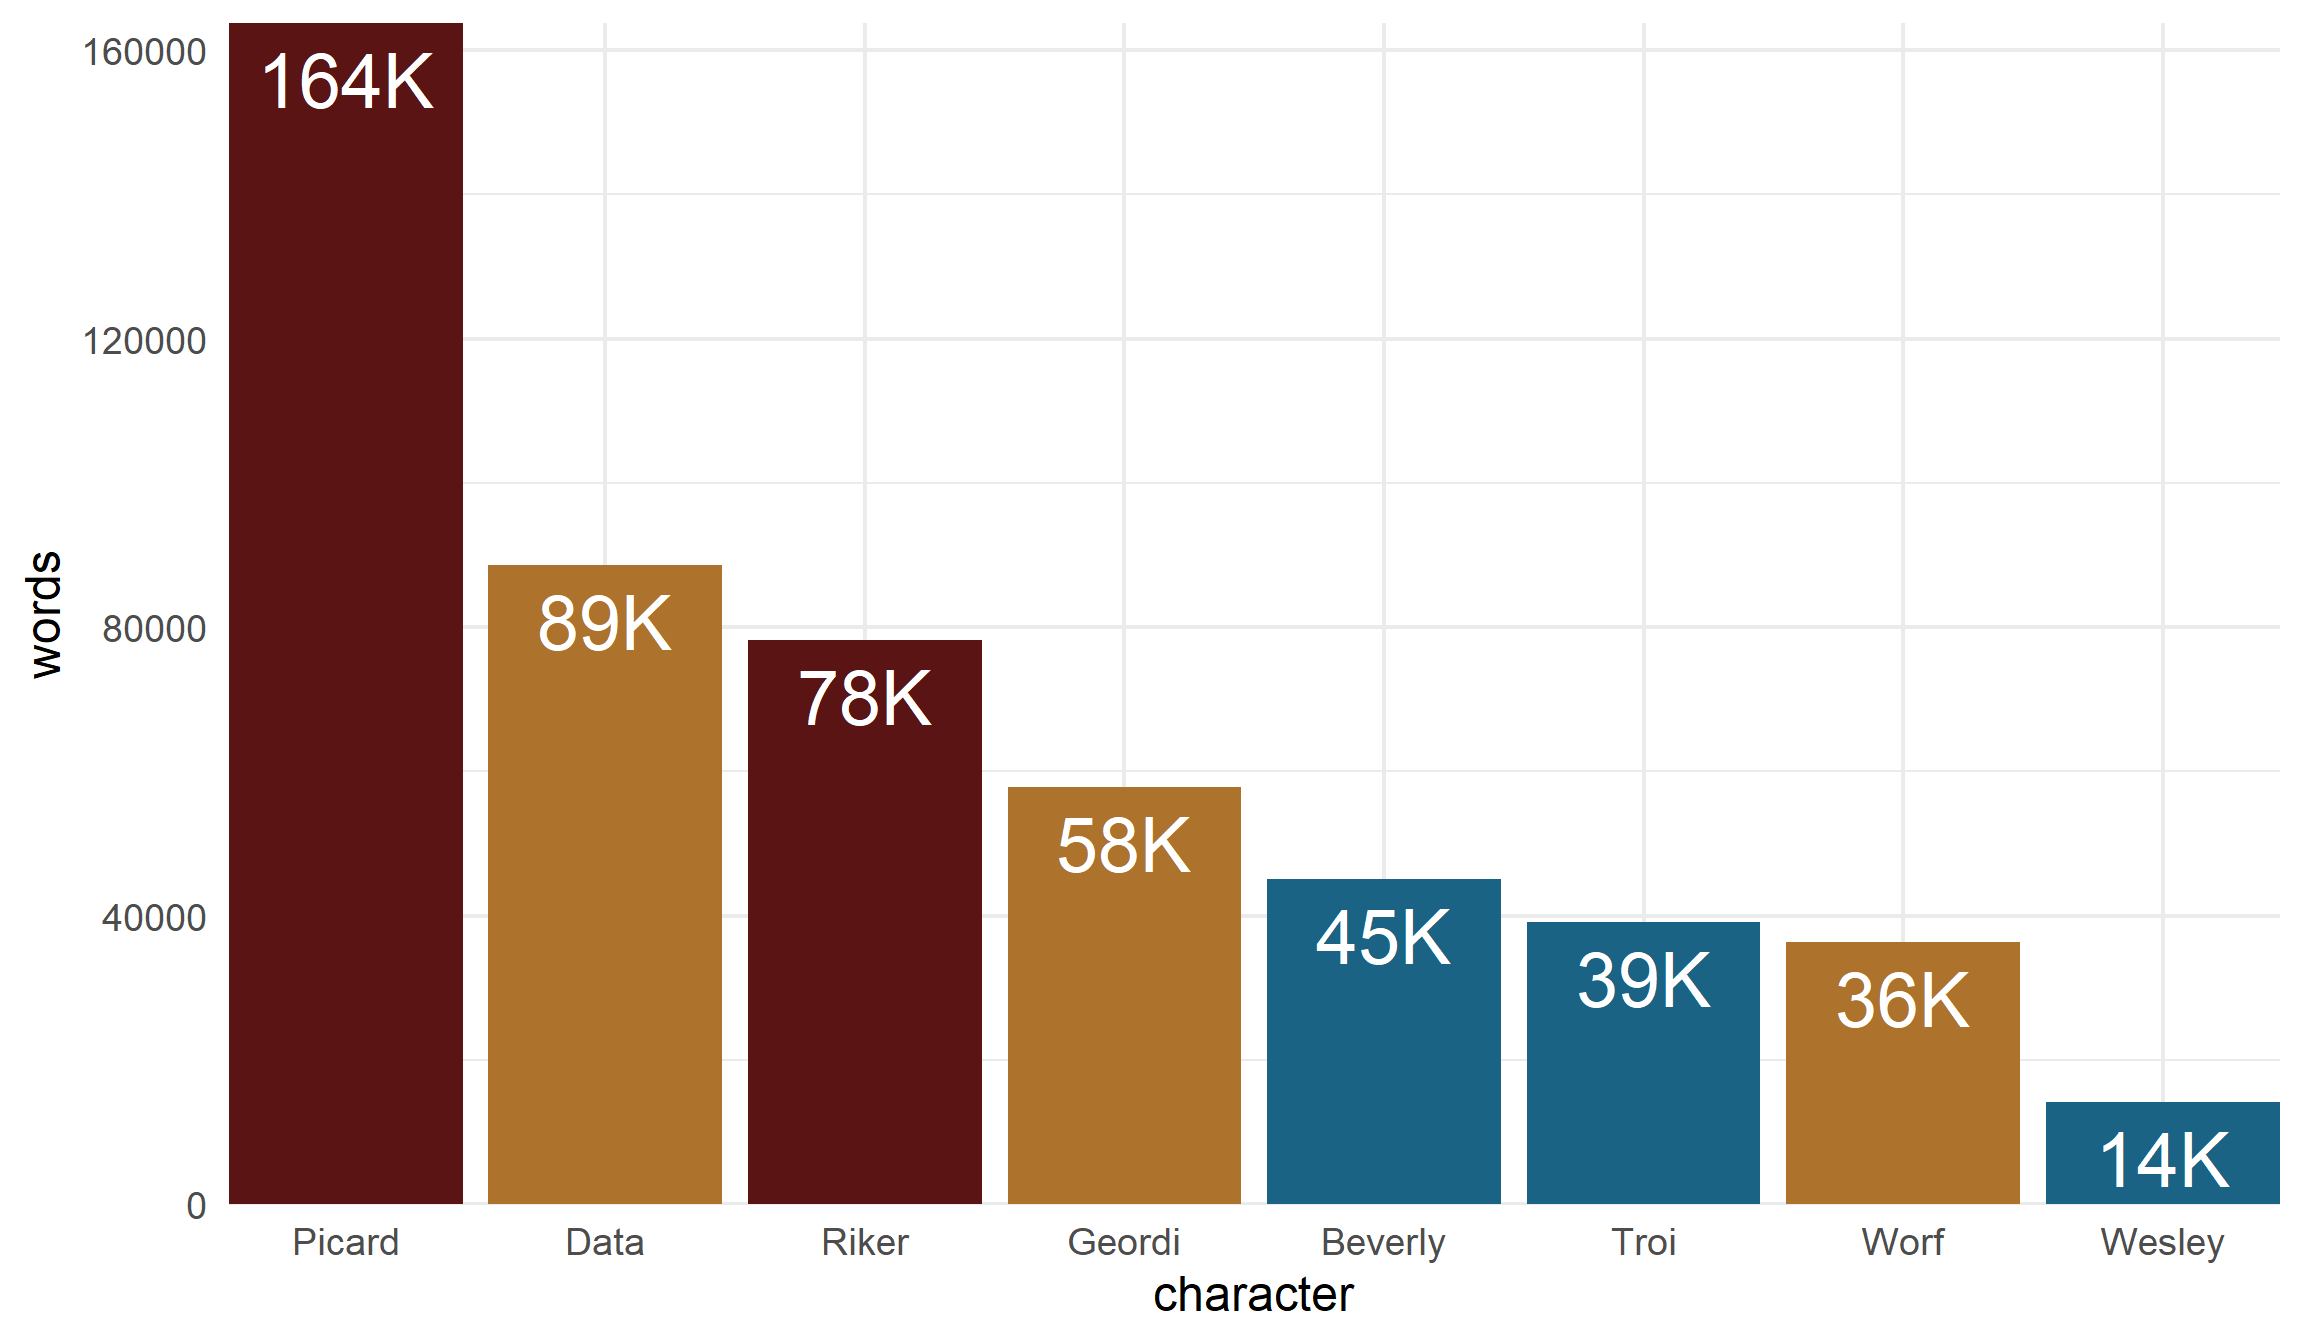 160000
120000
80000
40000
0
words
164K
89K
78K
58K
45K
39K
36K
14K
Picard Data Riker Geordi Beverly Troi Worf Wesley
character